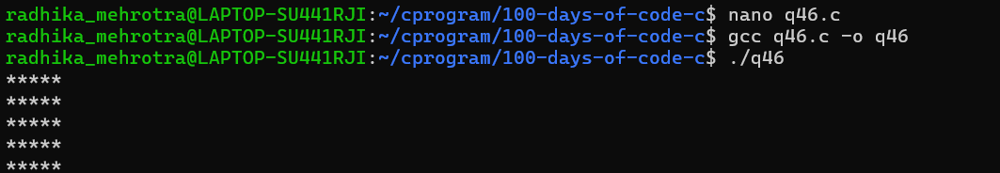 radhika_mehrotra@LAPTOP-SU441RJI:~/cprogram/100-days-of-code-c$ nano q46.c
radhika_mehrotra@LAPTOP-SU441RJI:~/cprogram/100-days-of-code-c$ gcc q46.c -o q46
radhika_mehrotra@LAPTOP-SU441RJI:~/cprogram/100-days-of-code-c$ ./q46
*****
*****
*****
*****
*****